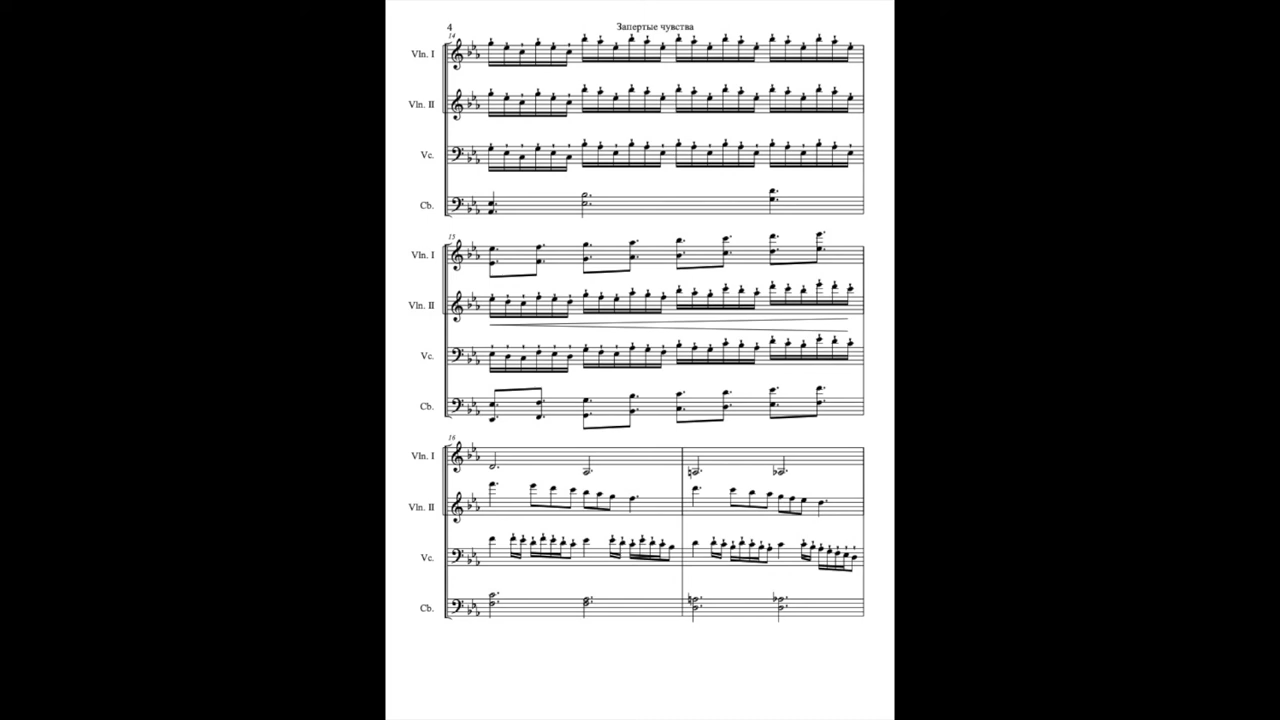 4
Запертые чувства
14
Vln. I
Vln. II
Vc.
Cb.
15
Vln. I
Vln. II
Vc.
Cb.
16
Vln. I
Vln. II
Vc.
Cb.